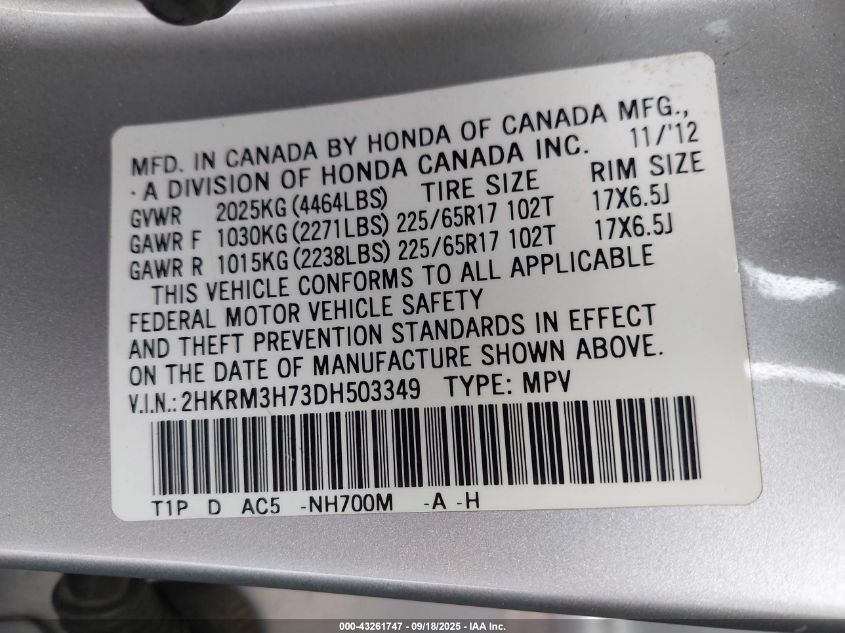 MFD. IN CANADA BY HONDA OF CANADA MFG.,
· A DIVISION OF HONDA CANADA INC. 11/'12
GVWR 2025KG (4464LBS) TIRE SIZE RIM SIZE
GAWR F 1030KG (2271LBS) 225/65R17 102T 17X6.5J
GAWR R 1015KG (2238LBS) 225/65R17 102T 17X6.5J
THIS VEHICLE CONFORMS TO ALL APPLICABLE
FEDERAL MOTOR VEHICLE SAFETY
AND THEFT PREVENTION STANDARDS IN EFFECT
ON THE DATE OF MANUFACTURE SHOWN ABOVE.
V.I.N.: 2HKRM3H73DH503349 TYPE: MPV
T1P D AC5 -NH700M -A -H
000-43261747 - 09/18/2025 - IAA Inc.